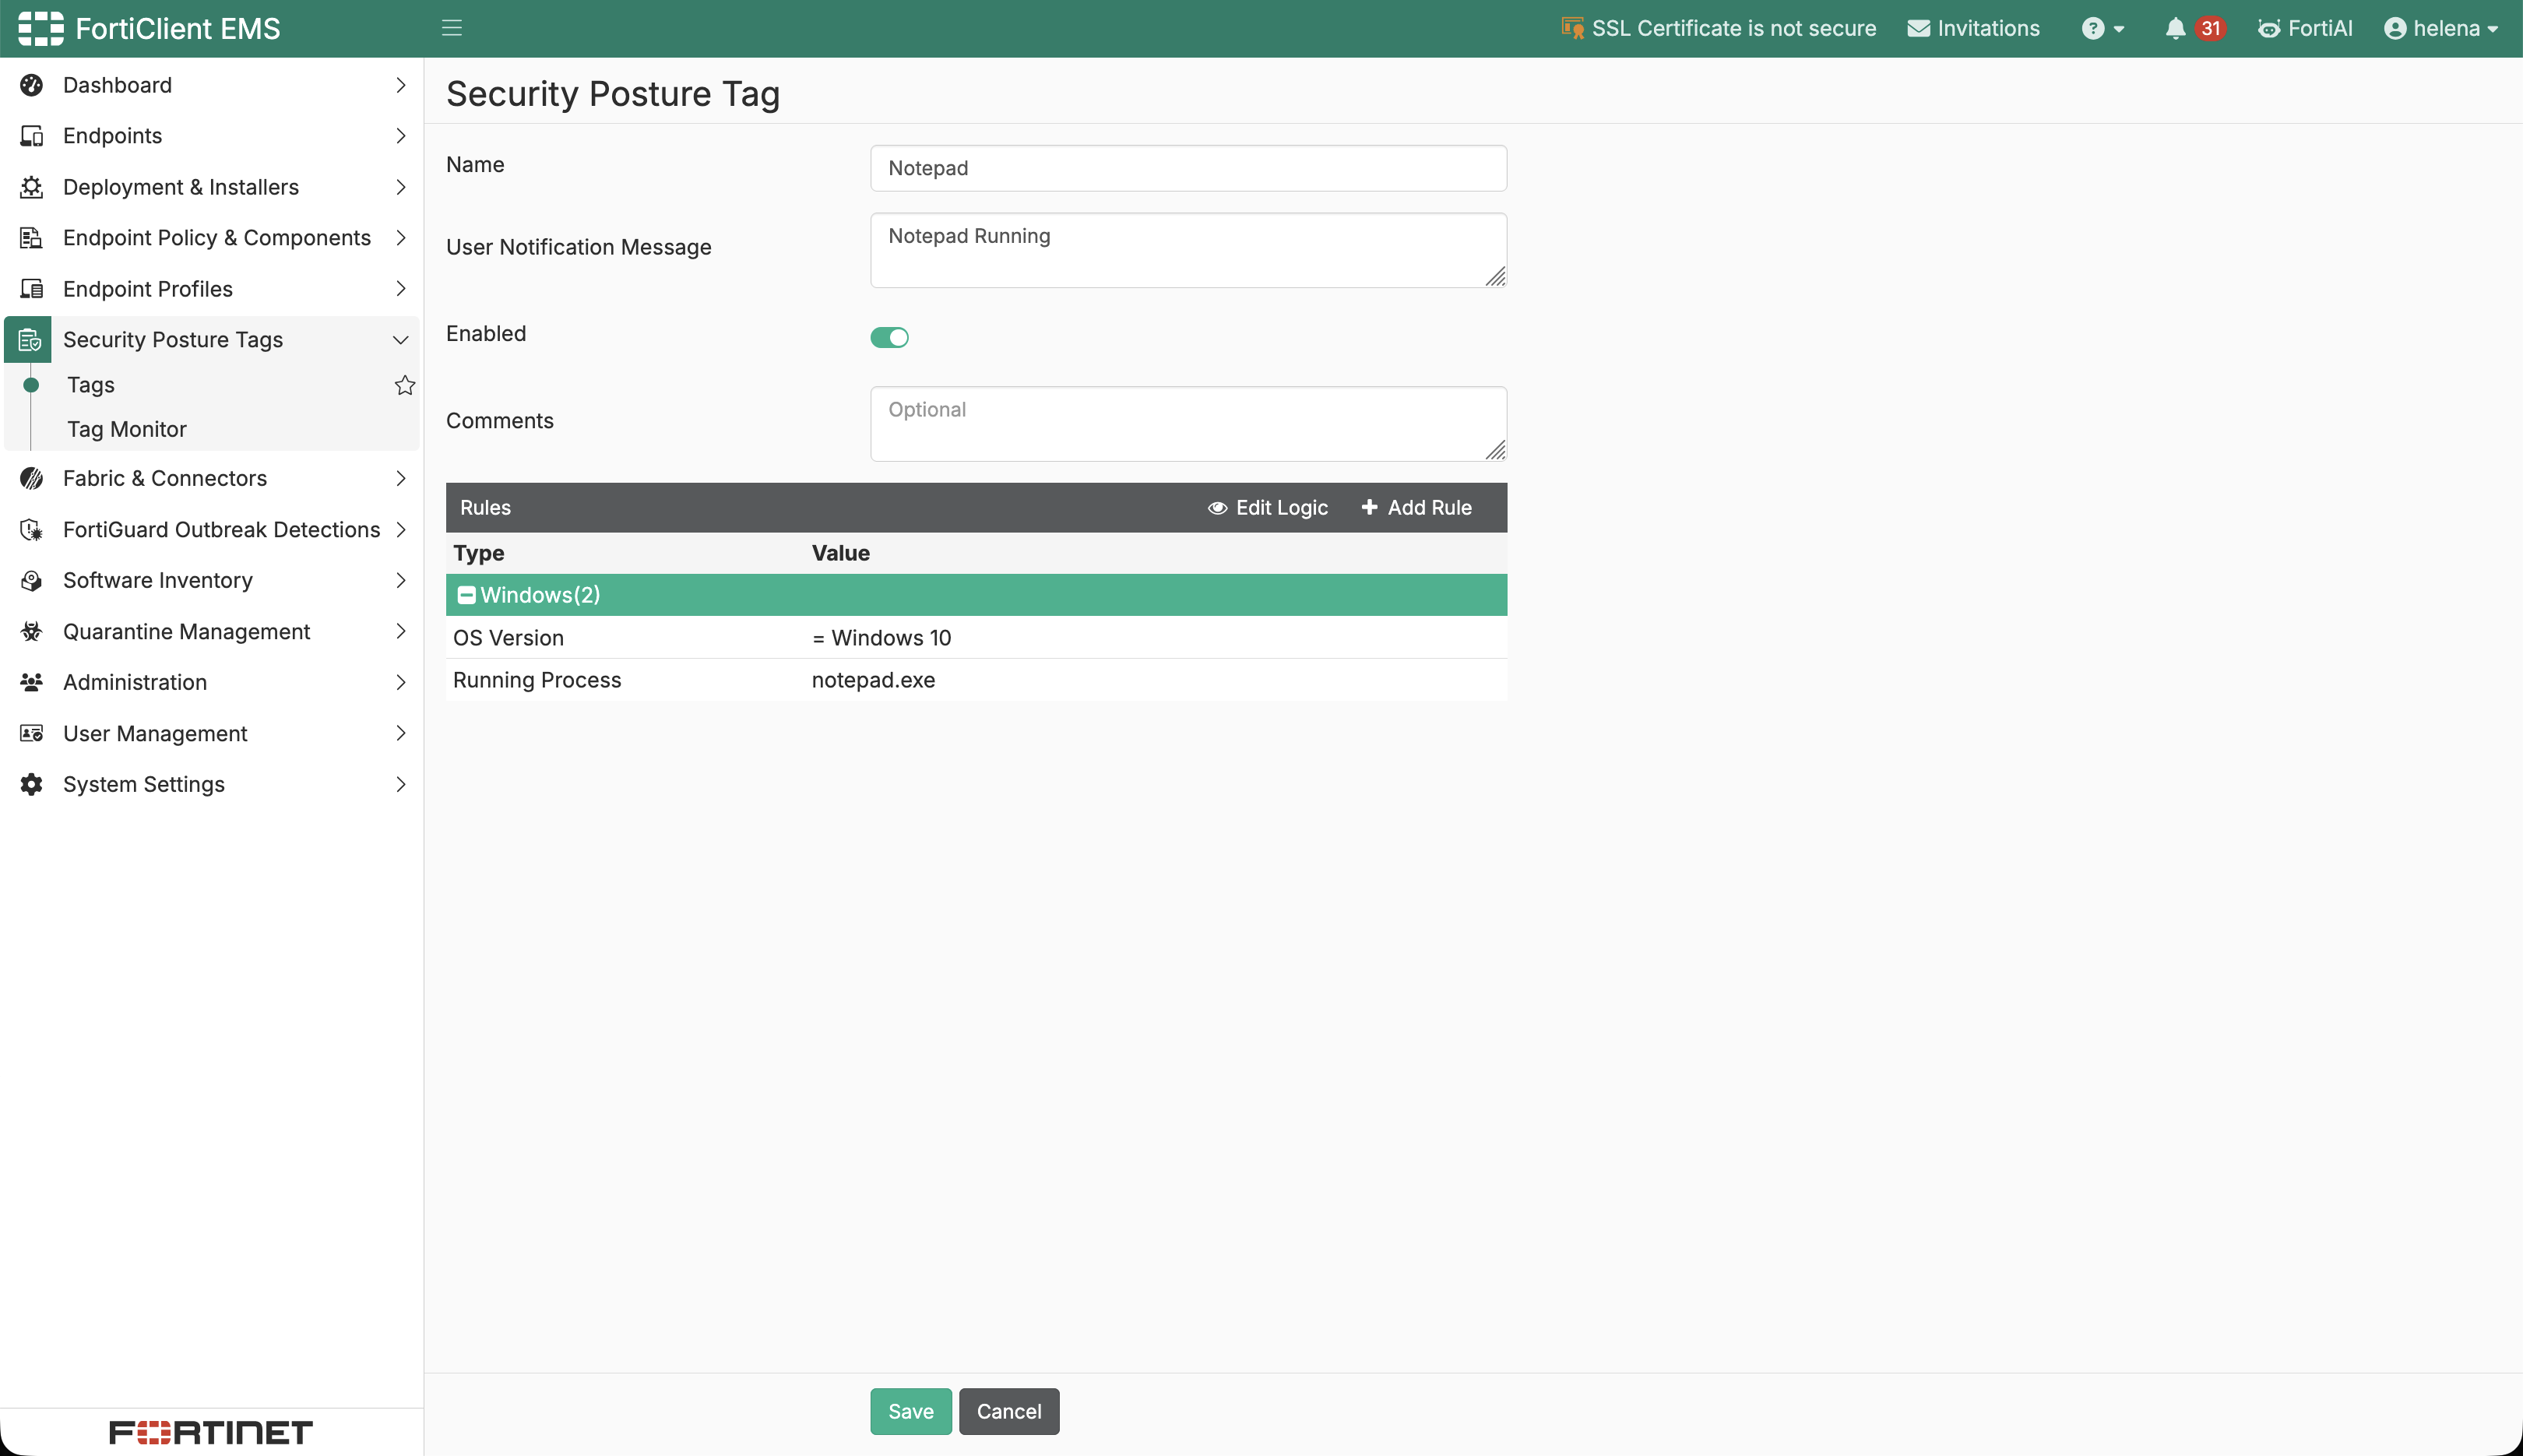 FortiClient EMS
SSL Certificate is not secure
Invitations
31
FortiAI
helena
Dashboard
Endpoints
Deployment & Installers
Endpoint Policy & Components
Endpoint Profiles
Security Posture Tags
Tags
Tag Monitor
Fabric & Connectors
FortiGuard Outbreak Detections
Software Inventory
Quarantine Management
Administration
User Management
System Settings
FORTINET
Security Posture Tag
Name
Notepad
User Notification Message
Notepad Running
Enabled
Comments
Optional
Rules Edit Logic Add Rule
Type Value
Windows(2)
OS Version = Windows 10
Running Process notepad.exe
Save Cancel